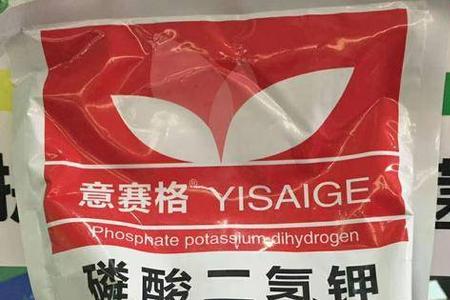 意赛格® YISAIGE
Phosphate potassium dihydrogen
磷酸二氢钾